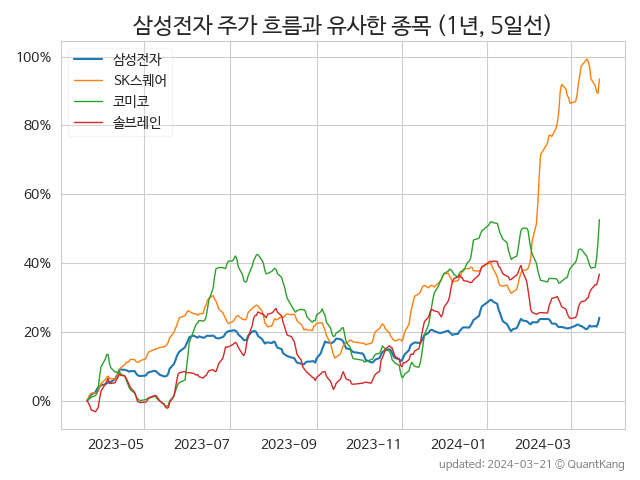 삼성전자 주가 흐름과 유사한 종목 (1년, 5일선)
100%
80%
60%
40%
20%
0%
삼성전자
SK스퀘어
코미코
솔브레인
2023-05
2023-07
2023-09
2023-11
2024-01
2024-03
updated: 2024-03-21 © QuantKang